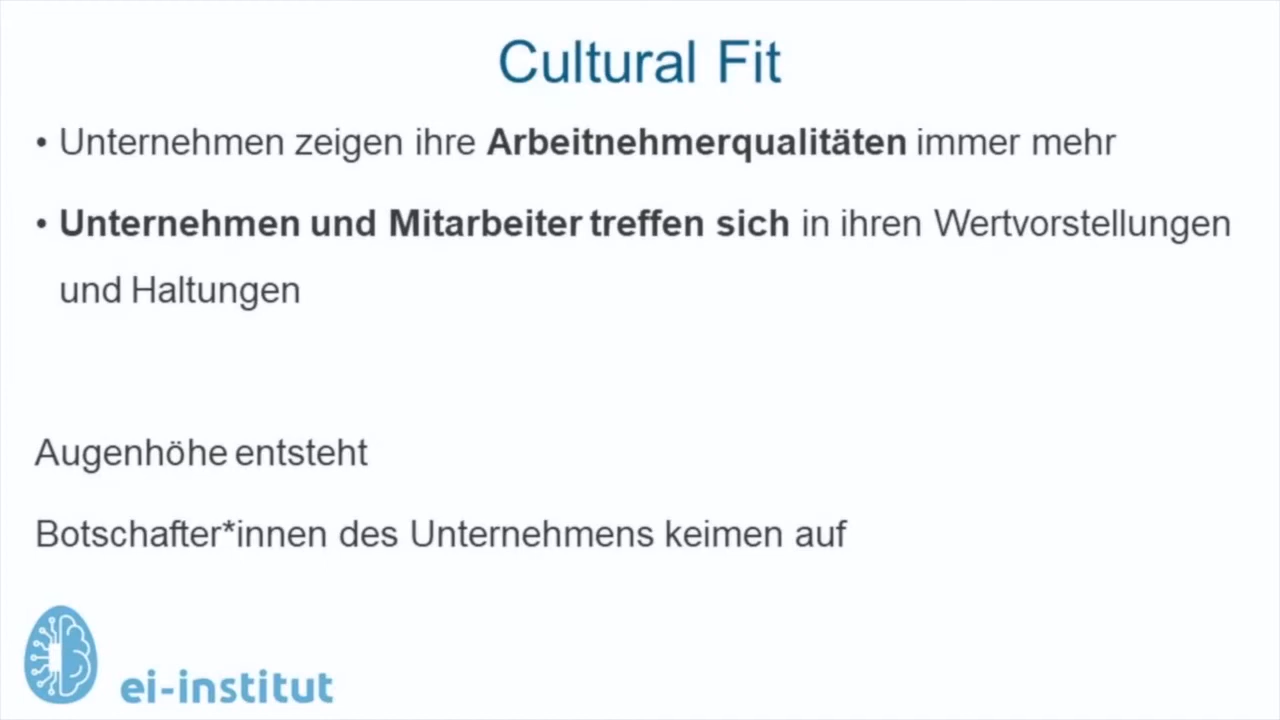 Cultural Fit
• Unternehmen zeigen ihre Arbeitnehmerqualitäten immer mehr
• Unternehmen und Mitarbeiter treffen sich in ihren Wertvorstellungen
und Haltungen
Augenhöhe entsteht
Botschafter*innen des Unternehmens keimen auf
ei-institut